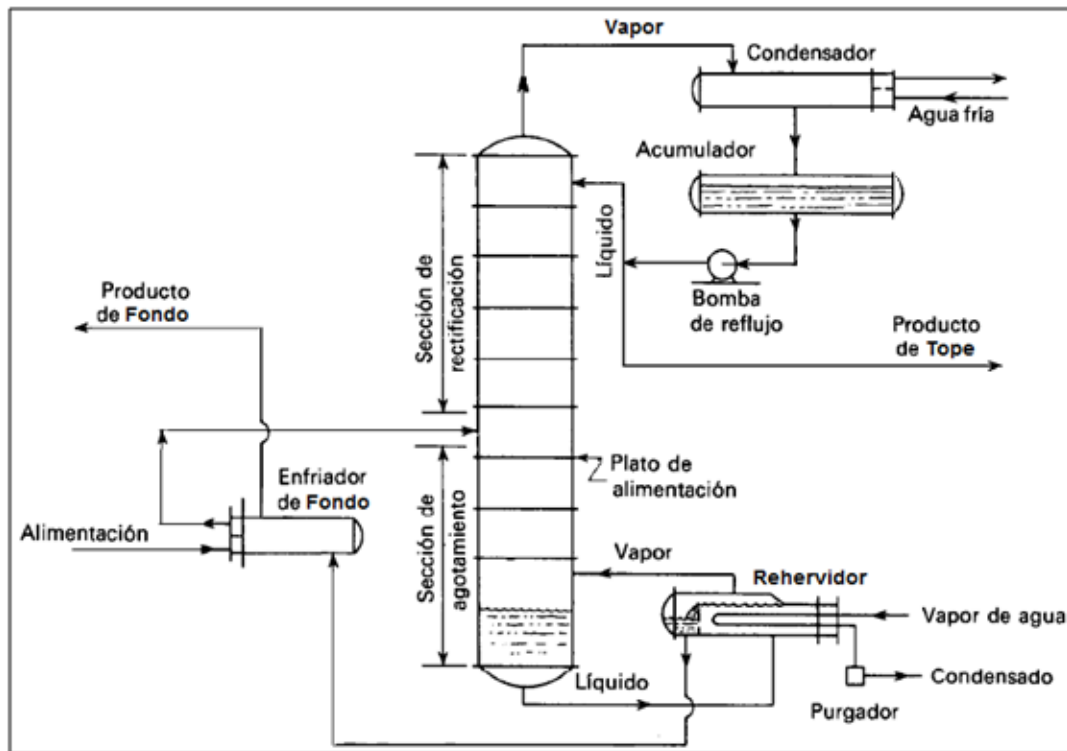 Vapor
Condensador
Agua fría
Acumulador
Líquido
Bomba
de reflujo
Producto
de Tope
Sección de
rectificación
Producto
de Fondo
Enfriador
de Fondo
Alimentación
Plato de
alimentación
Sección de
agotamiento
Vapor
Rehervidor
Vapor de agua
Líquido
Condensado
Purgador